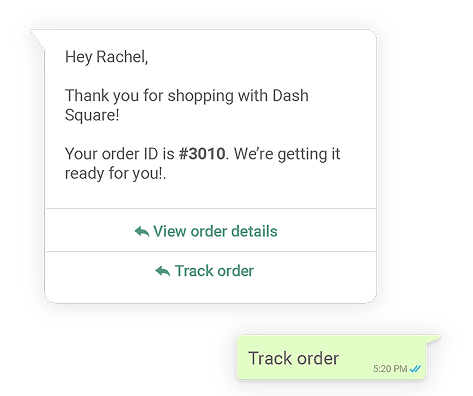 Hey Rachel,
Thank you for shopping with Dash
Square!
Your order ID is #3010. We’re getting it
ready for you!.
View order details
Track order
Track order
5:20 PM